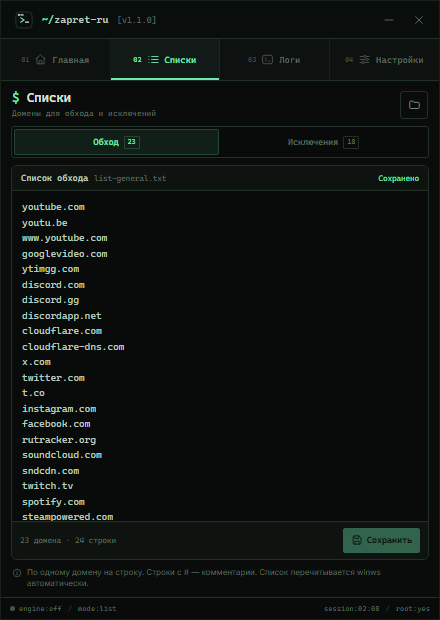 ~/zapret-ru [v1.1.0]
01 Главная 02 Списки 03 Логи 04 Настройки
$ Списки
Домены для обхода и исключений
Обход 23 Исключения 18
Список обхода list-general.txt Сохранено
youtube.com
youtu.be
www.youtube.com
googlevideo.com
ytimgg.com
discord.com
discord.gg
discordapp.net
cloudflare.com
cloudflare-dns.com
x.com
twitter.com
t.co
instagram.com
facebook.com
rutracker.org
soundcloud.com
sndcdn.com
twitch.tv
spotify.com
steampowered.com
23 домена · 24 строки Сохранить
По одному домену на строку. Строки с # — комментарии. Список перечитывается winws
автоматически.
engine:off / mode:list session:02:08 / root:yes